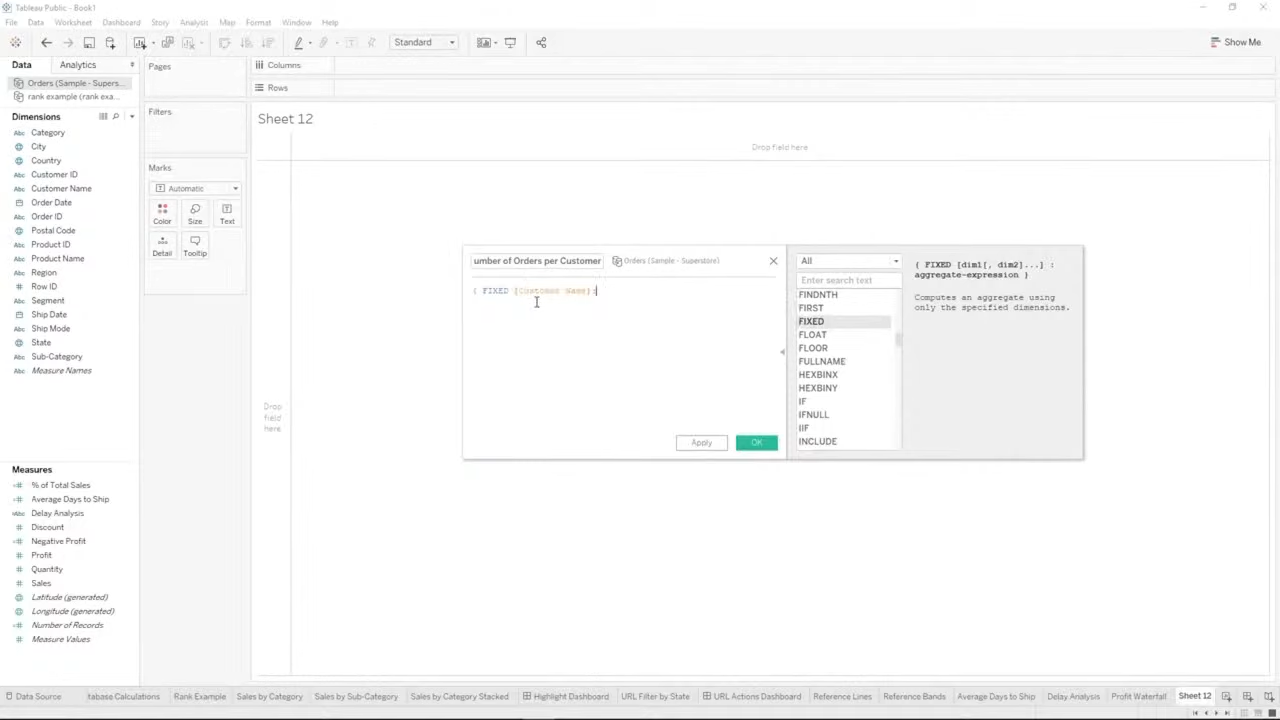 Tableau Public - Book1
File Data Worksheet Dashboard Story Analysis Map Format Window Help
Standard
Show Me
Data Analytics
Orders (Sample - Supers...
rank example (rank exa...
Dimensions
Category
City
Country
Customer ID
Customer Name
Order Date
Order ID
Postal Code
Product ID
Product Name
Region
Row ID
Segment
Ship Date
Ship Mode
State
Sub-Category
Measure Names
Measures
% of Total Sales
Average Days to Ship
Delay Analysis
Discount
Negative Profit
Profit
Quantity
Sales
Latitude (generated)
Longitude (generated)
Number of Records
Measure Values
Pages
Filters
Marks
Automatic
Color Size Text
Detail Tooltip
Columns
Rows
Sheet 12
Drop field here
Drop
field
here
umber of Orders per Customer Orders (Sample - Superstore)
{ FIXED [Customer Name]:
Apply OK
All
Enter search text
FINDNTH
FIRST
FIXED
FLOAT
FLOOR
FULLNAME
HEXBINX
HEXBINY
IF
IFNULL
IIF
INCLUDE
{ FIXED [dim1[, dim2]...] :
aggregate-expression }
Computes an aggregate using
only the specified dimensions.
Data Source tabase Calculations Rank Example Sales by Category Sales by Sub-Category Sales by Category Stacked Highlight Dashboard URL Filter by State URL Actions Dashboard Reference Lines Reference Bands Average Days to Ship Delay Analysis Profit Waterfall Sheet 12